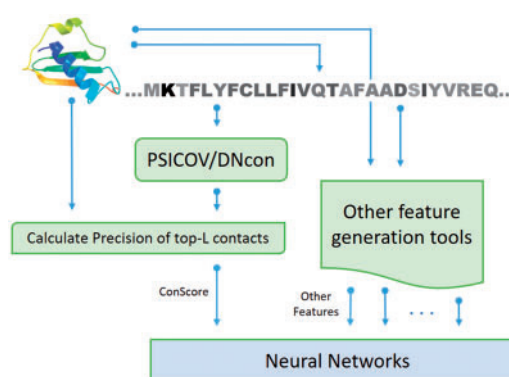 ...MKTFLYFCLLFIVQTAFAADSIYVREQ...
PSICOV/DNcon
Calculate Precision of top-L contacts
Other feature
generation tools
ConScore
Other
Features
. . .
Neural Networks